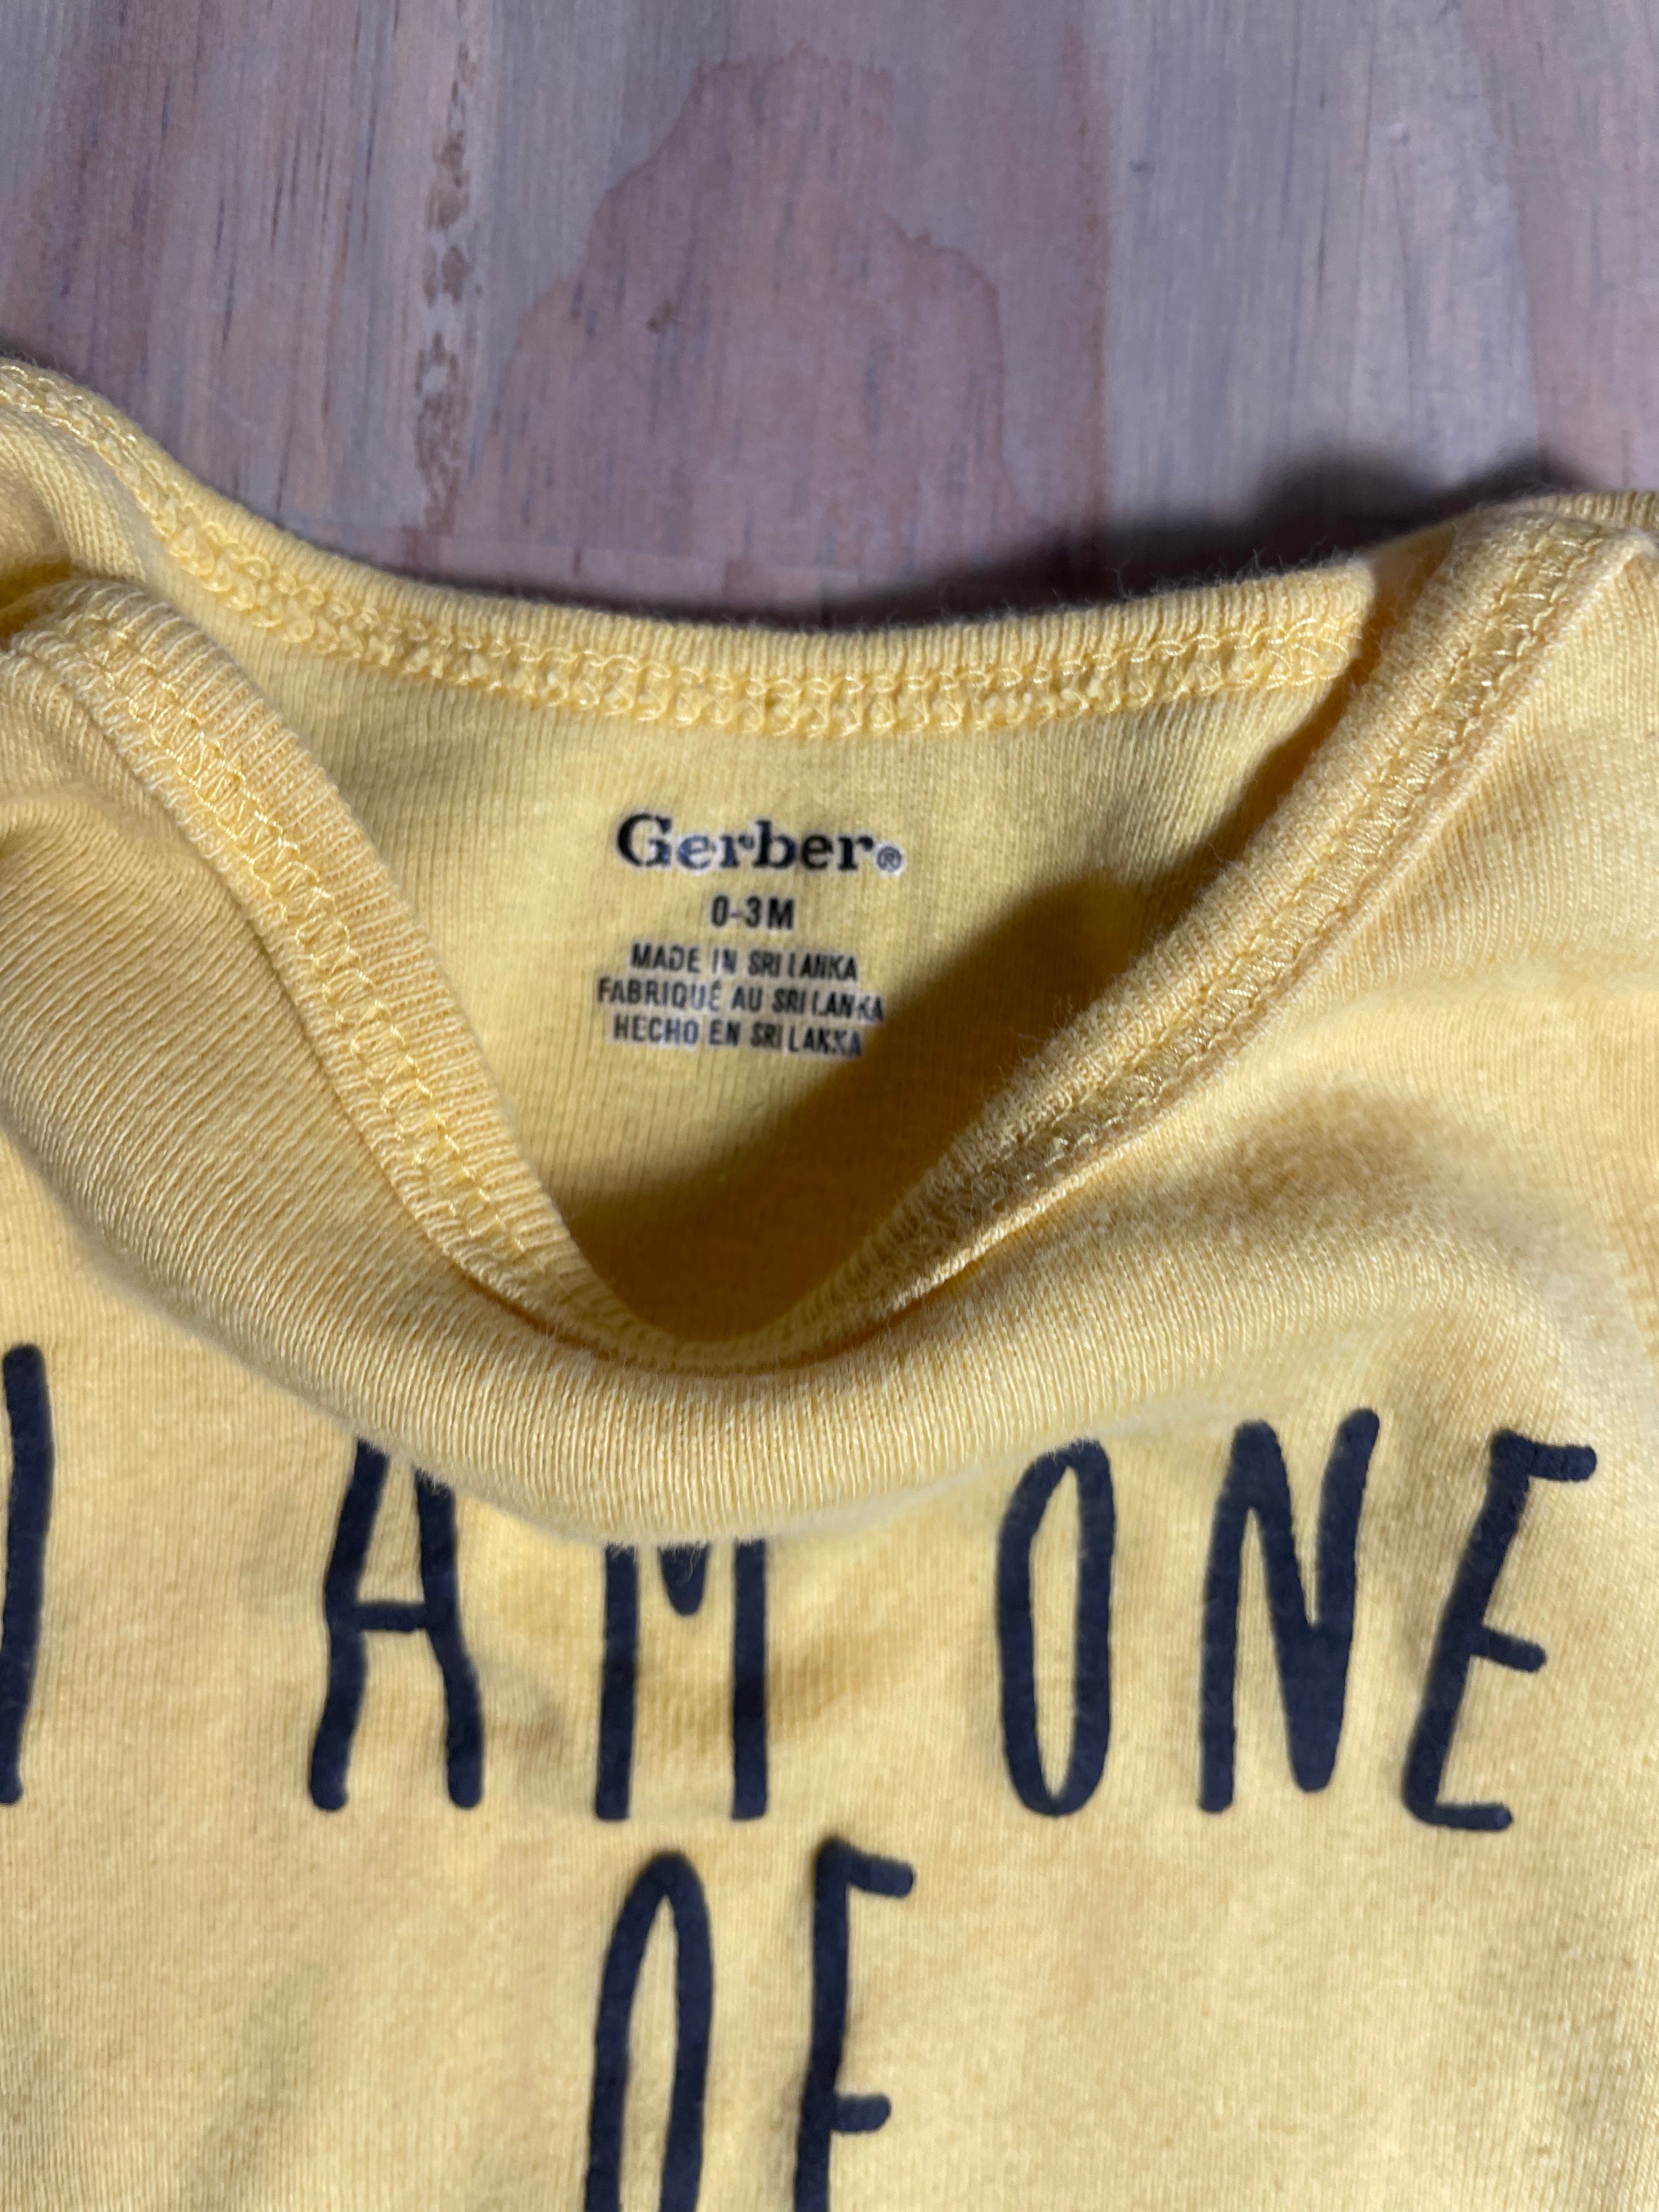 Gerber®
0-3M
MADE IN SRI LANKA
FABRIQUÉ AU SRI LANKA
HECHO EN SRI LANKA
I AM ONE
OF